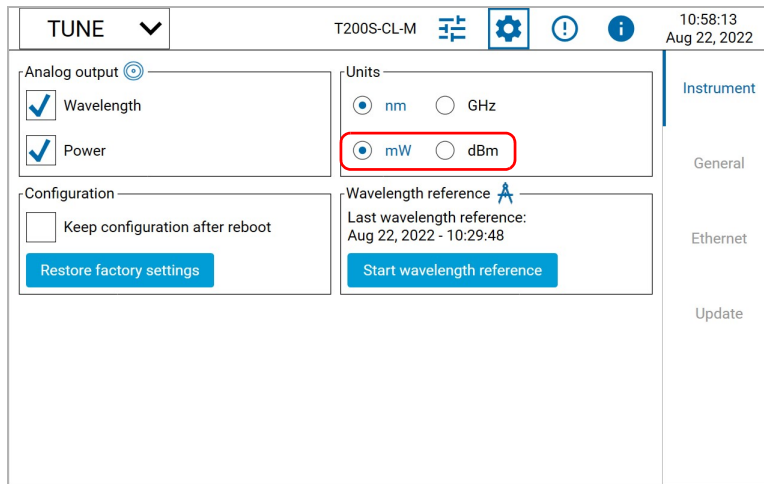 TUNE
T200S-CL-M
10:58:13
Aug 22, 2022
Analog output
Wavelength
Power
Units
nm GHz
mW dBm
Configuration
Keep configuration after reboot
Restore factory settings
Wavelength reference
Last wavelength reference:
Aug 22, 2022 - 10:29:48
Start wavelength reference
Instrument
General
Ethernet
Update